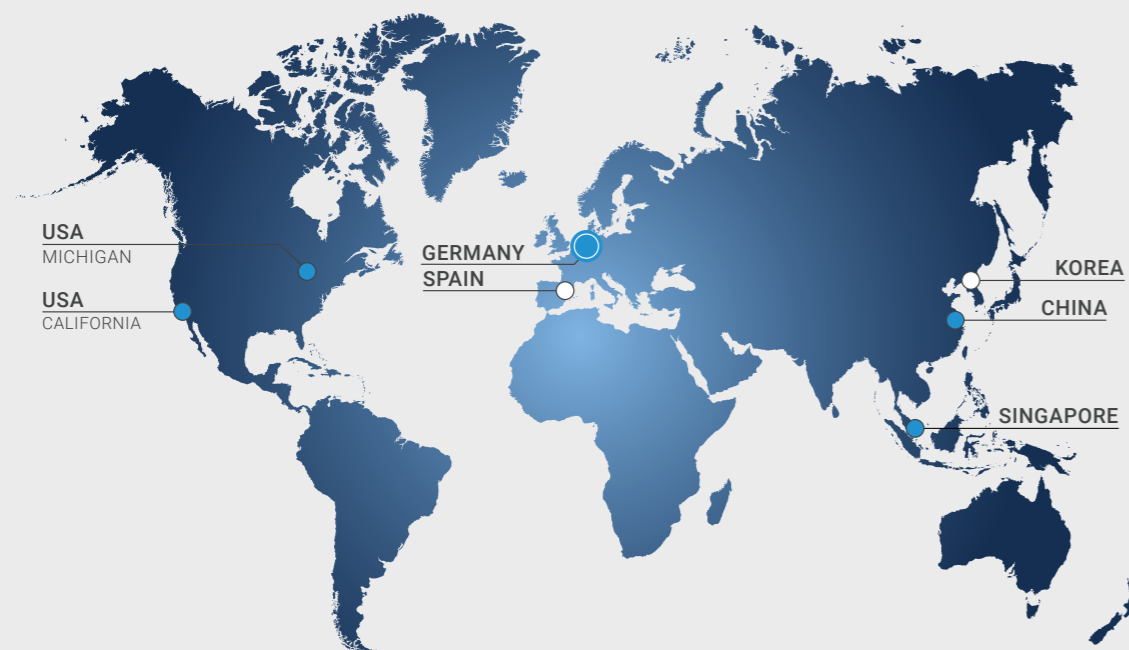 USA
MICHIGAN
USA
CALIFORNIA
GERMANY
SPAIN
KOREA
CHINA
SINGAPORE